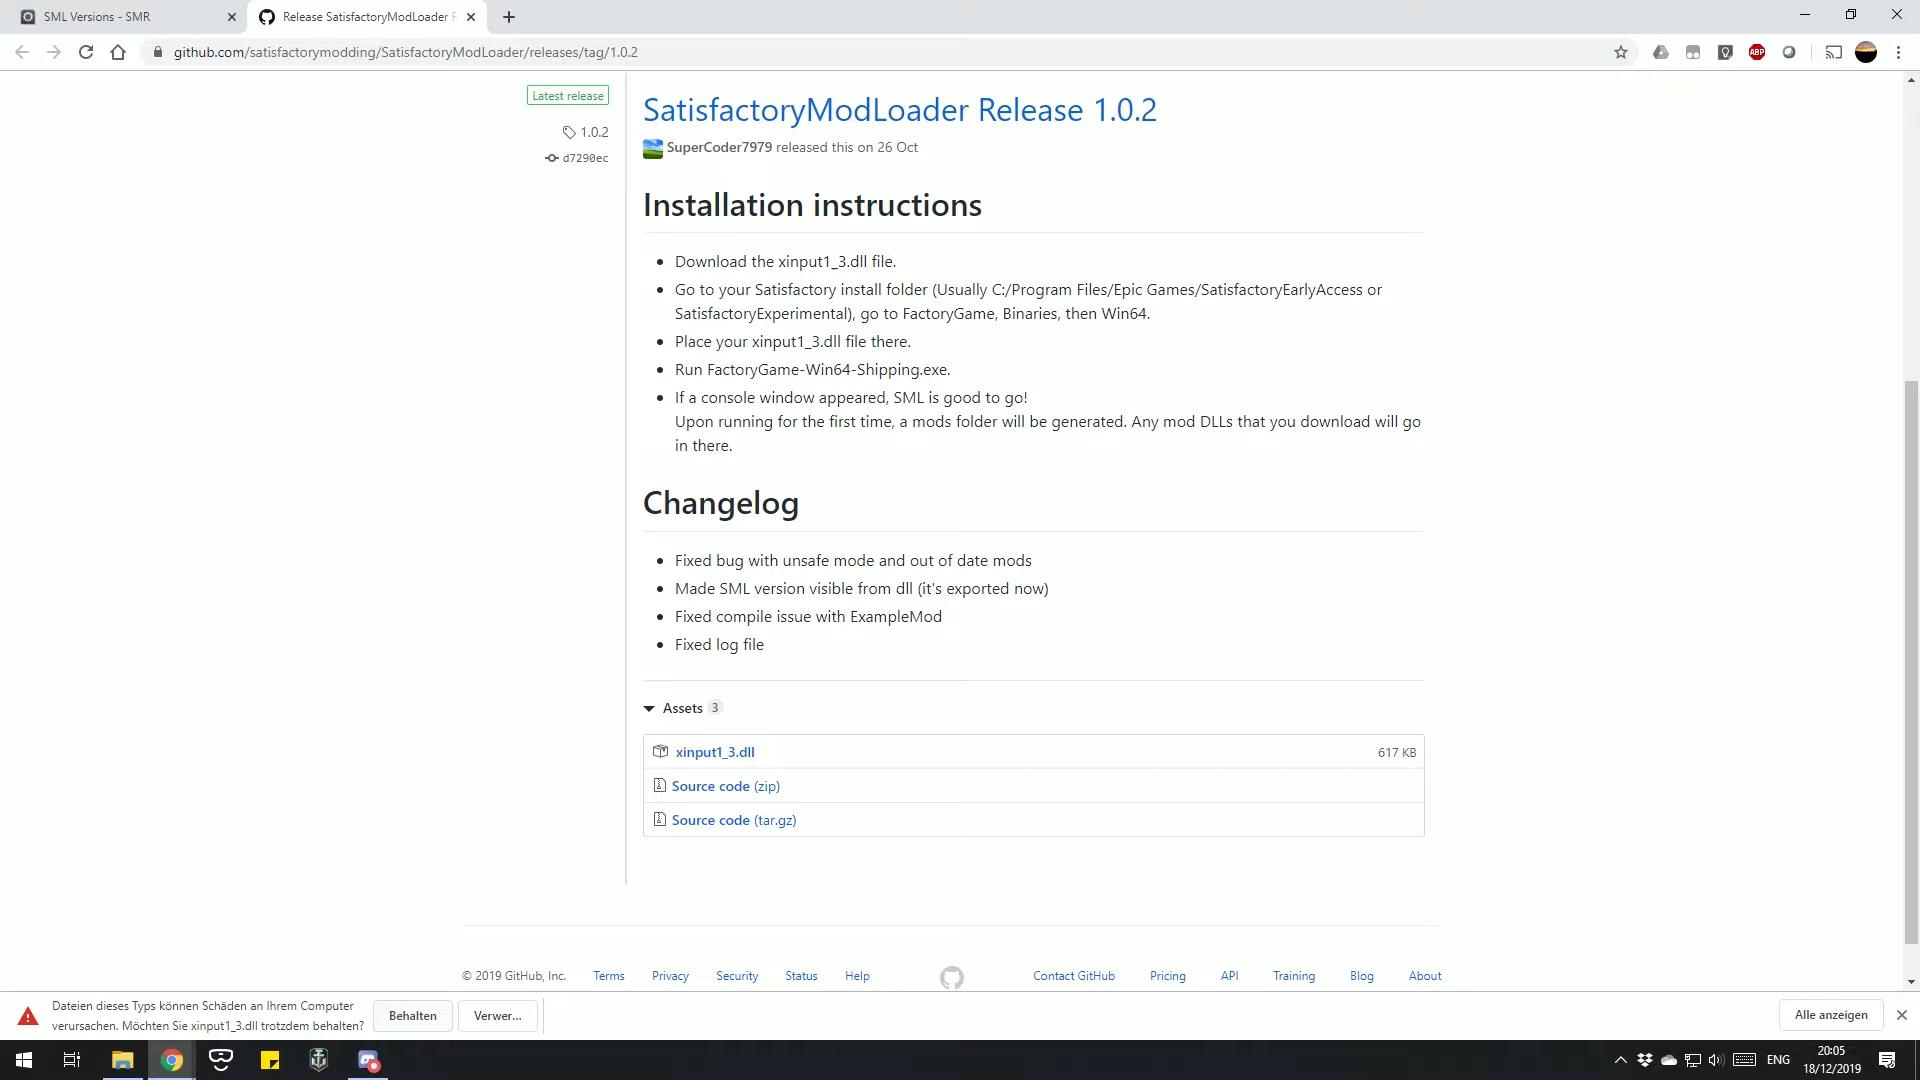 SML Versions - SMR
Release SatisfactoryModLoader R
github.com/satisfactorymodding/SatisfactoryModLoader/releases/tag/1.0.2
ABP
Latest release
1.0.2
d7290ec
SatisfactoryModLoader Release 1.0.2
SuperCoder7979 released this on 26 Oct
Installation instructions
Download the xinput1_3.dll file.
Go to your Satisfactory install folder (Usually C:/Program Files/Epic Games/SatisfactoryEarlyAccess or
SatisfactoryExperimental), go to FactoryGame, Binaries, then Win64.
Place your xinput1_3.dll file there.
Run FactoryGame-Win64-Shipping.exe.
If a console window appeared, SML is good to go!
Upon running for the first time, a mods folder will be generated. Any mod DLLs that you download will go
in there.
Changelog
Fixed bug with unsafe mode and out of date mods
Made SML version visible from dll (it's exported now)
Fixed compile issue with ExampleMod
Fixed log file
Assets 3
xinput1_3.dll 617 KB
Source code (zip)
Source code (tar.gz)
© 2019 GitHub, Inc. Terms Privacy Security Status Help Contact GitHub Pricing API Training Blog About
Dateien dieses Typs können Schäden an Ihrem Computer
verursachen. Möchten Sie xinput1_3.dll trotzdem behalten?
Behalten
Verwer...
Alle anzeigen
ENG
20:05
18/12/2019